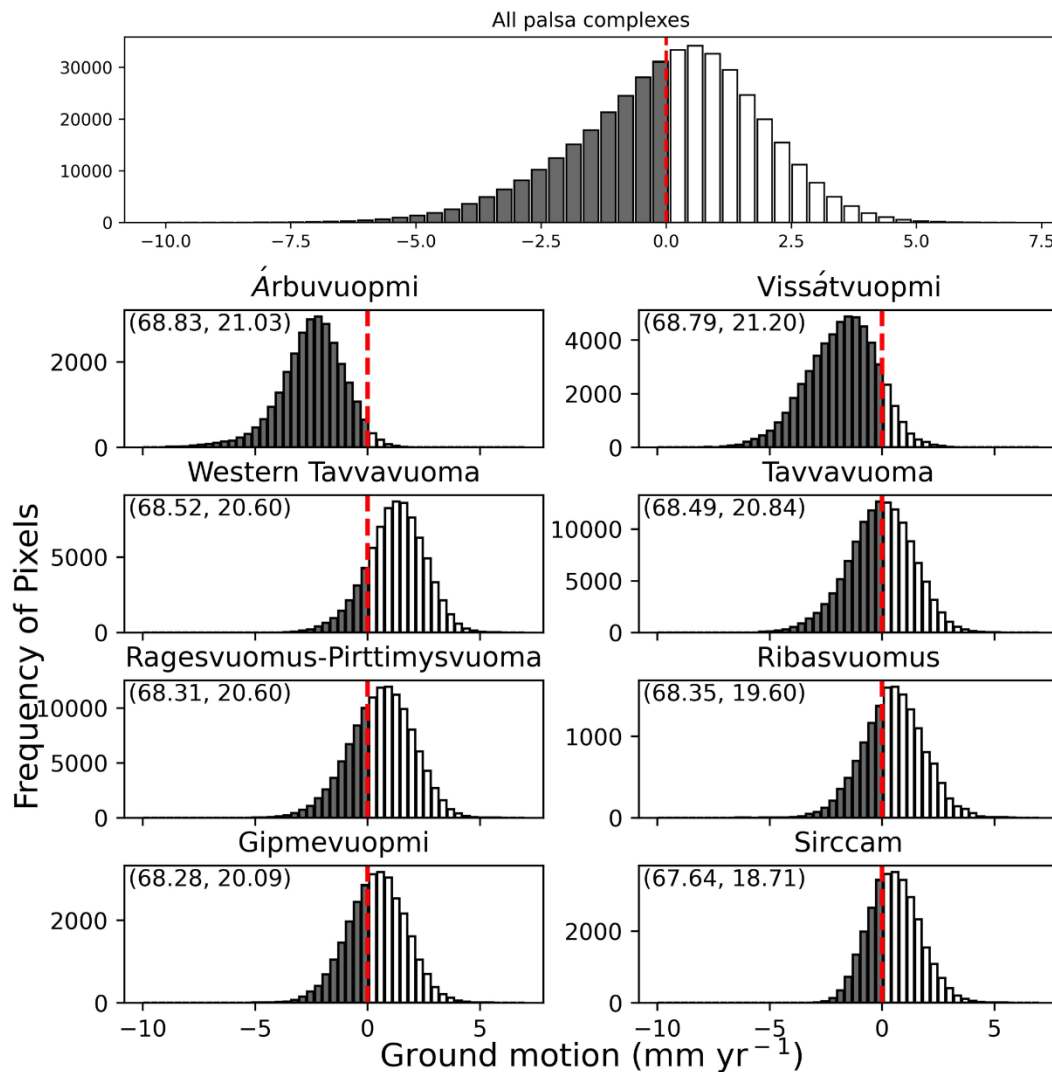 All palsa complexes
30000
20000
10000
0
−10.0 −7.5 −5.0 −2.5 0.0 2.5 5.0 7.5
Árbuvuopmi
Vissátvuopmi
(68.83, 21.03)
(68.79, 21.20)
2000
0
4000
2000
0
Western Tavvavuoma
Tavvavuoma
(68.52, 20.60)
(68.49, 20.84)
5000
0
10000
5000
0
Ragesvuomus-Pirttimysvuoma
Ribasvuomus
(68.31, 20.60)
(68.35, 19.60)
10000
5000
0
1000
0
Gipmevuopmi
Sirccam
(68.28, 20.09)
(67.64, 18.71)
2000
0
2000
0
−10 −5 0 5
−10 −5 0 5
Frequency of Pixels
Ground motion (mm yr⁻¹)